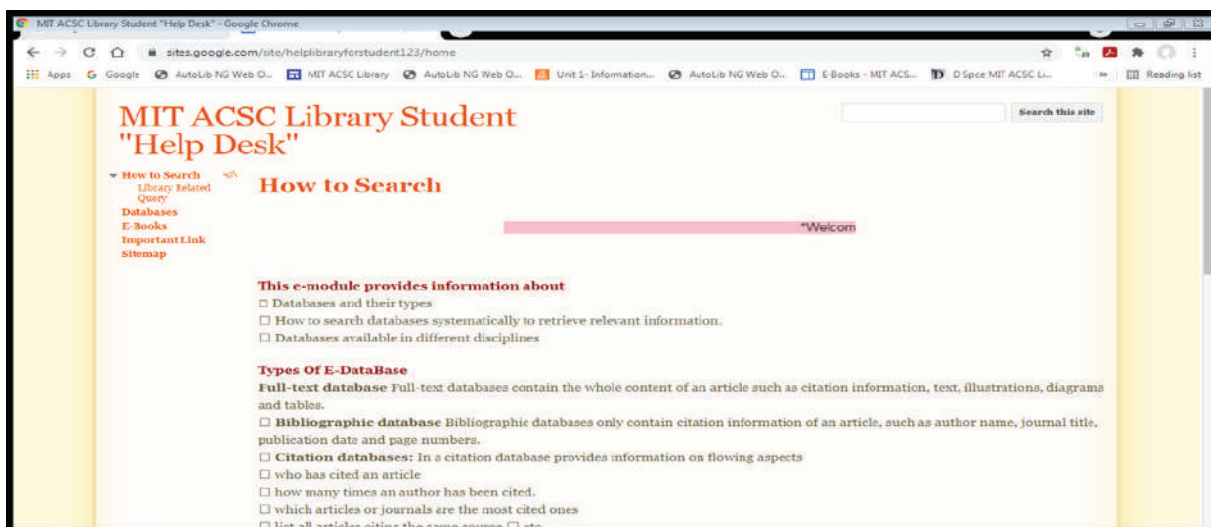 MIT ACSC Library Student "Help Desk" - Google Chrome
sites.google.com/site/helplibraryforstudent123/home
Apps Google AutoLib NG Web O... MIT ACSC Library AutoLib NG Web O... Unit 1- Information... AutoLib NG Web O... E-Books - MIT ACS... D Spce MIT ACSC Li... » Reading list
MIT ACSC Library Student
"Help Desk"
Search this site
How to Search
Library Related
Query
Databases
E-Books
Important Link
Sitemap
How to Search
"Welcom
This e-module provides information about
□ Databases and their types
□ How to search databases systematically to retrieve relevant information.
□ Databases available in different disciplines
Types Of E-DataBase
Full-text database Full-text databases contain the whole content of an article such as citation information, text, illustrations, diagrams
and tables.
□ Bibliographic database Bibliographic databases only contain citation information of an article, such as author name, journal title,
publication date and page numbers.
□ Citation databases: In a citation database provides information on flowing aspects
□ who has cited an article
□ how many times an author has been cited.
□ which articles or journals are the most cited ones
□ list all articles citing the same source □ etc